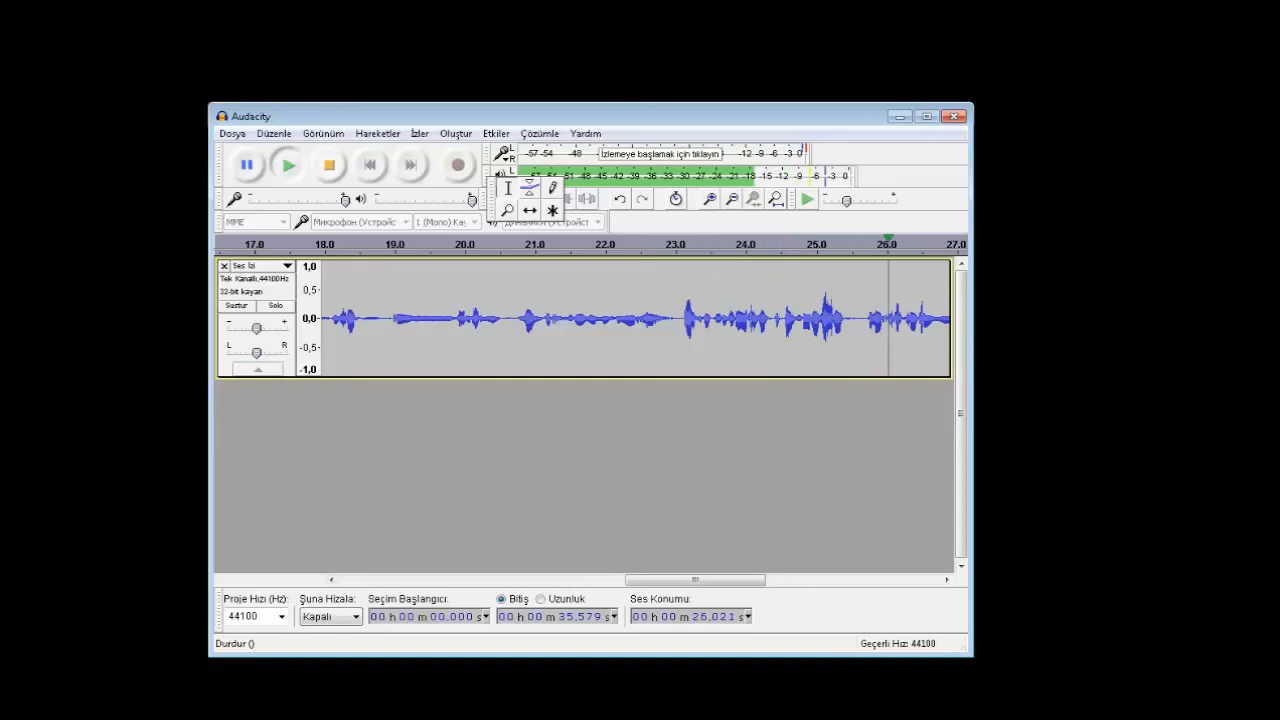 Audacity
Dosya Düzenle Görünüm Hareketler İzler Oluştur Etkiler Çözümle Yardım
L -57 -54 -48 İzlemeye başlamak için tıklayın -12 -9 -6 -3 0
R
L -57 -54 -51 -48 -45 -42 -39 -36 -33 -30 -27 -24 -21 -18 -15 -12 -9 -6 -3 0
- + - + - +
MME Микрофон (Устройс 1 (Mono) Ka Динамики (Устройст
17.0 18.0 19.0 20.0 21.0 22.0 23.0 24.0 25.0 26.0 27.0
Ses İzi 1,0
Tek Kanallı,44100Hz
32-bit kayan 0,5
Sustur Solo
- + 0,0
L R -0,5
-1,0
Proje Hızı (Hz): Şuna Hizala: Seçim Başlangıcı: Bitiş Uzunluk Ses Konumu:
44100 Kapalı 00 h 00 m 00,000 s 00 h 00 m 35,579 s 00 h 00 m 26,021 s
Durdur () Geçerli Hız: 44100